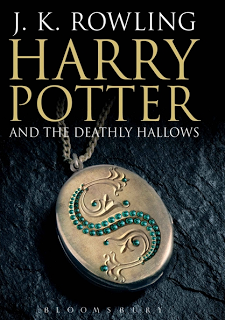 J. K. ROWLING
HARRY
POTTER
AND THE DEATHLY HALLOWS
BLOOMSBURY